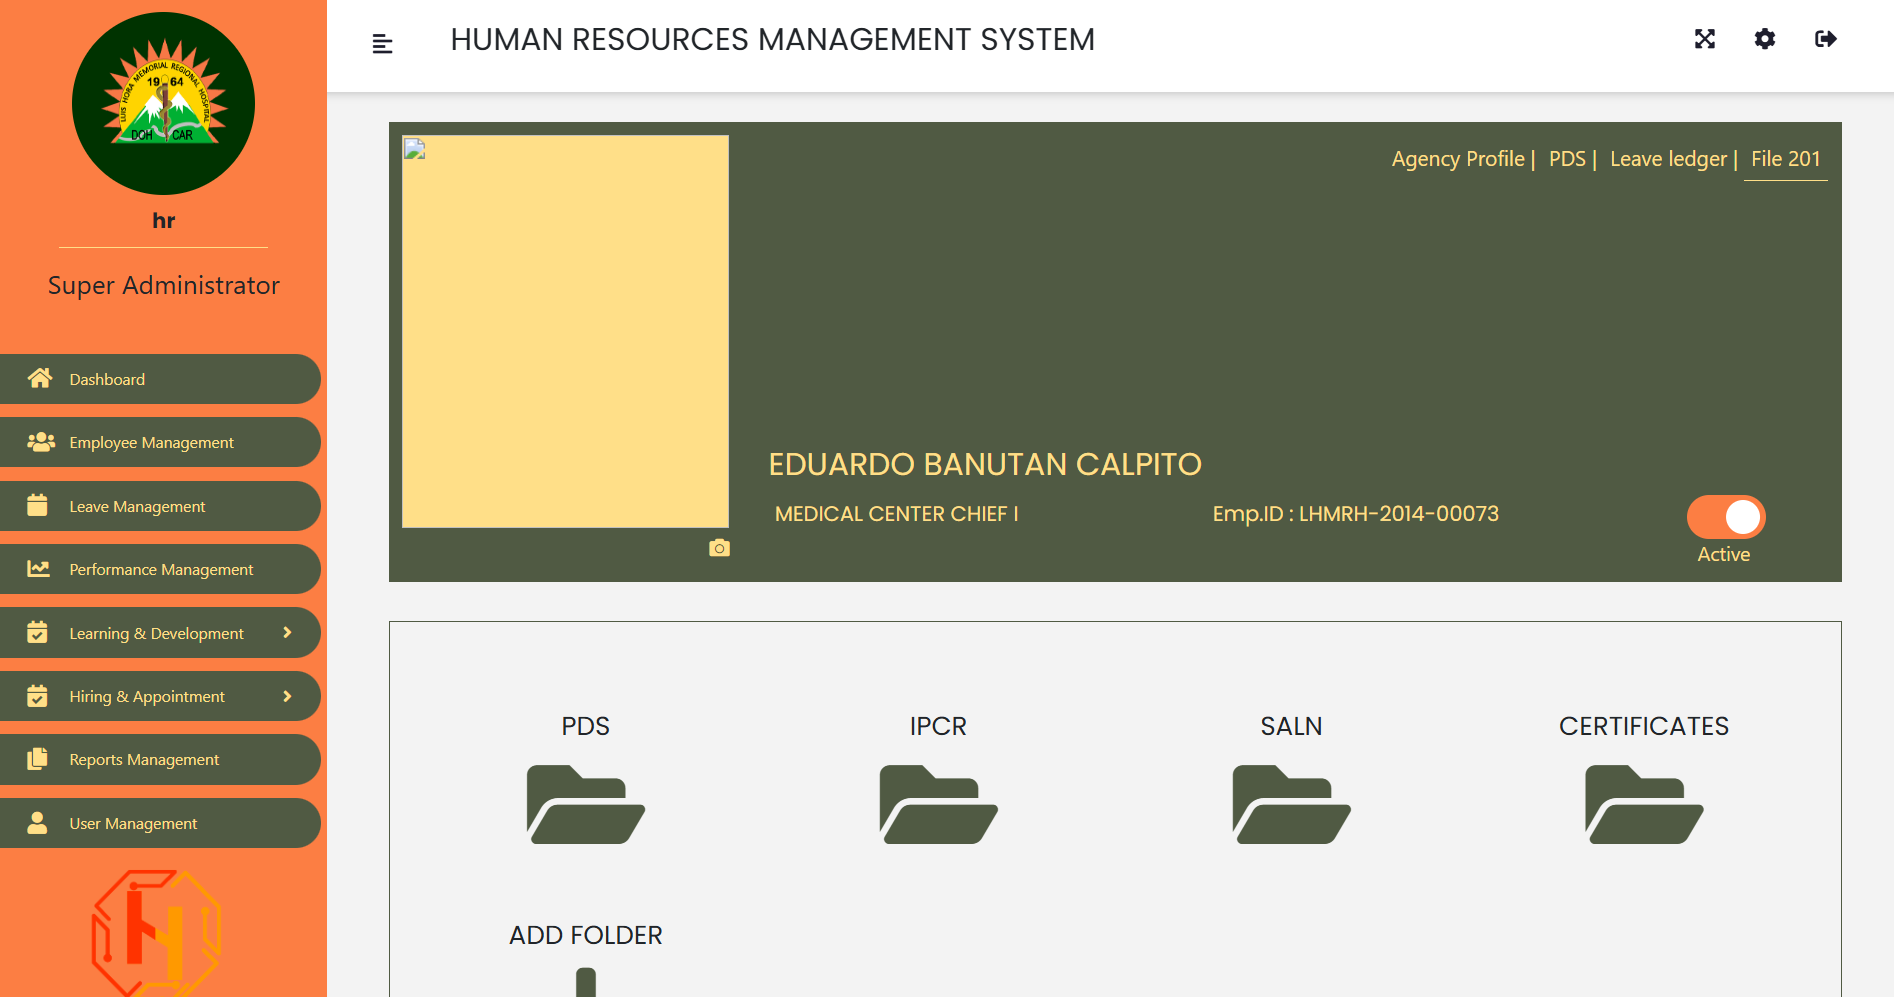 LUIS HORA MEMORIAL REGIONAL HOSPITAL
19 64
DOH CAR
hr
Super Administrator
Dashboard
Employee Management
Leave Management
Performance Management
Learning & Development
Hiring & Appointment
Reports Management
User Management
HUMAN RESOURCES MANAGEMENT SYSTEM
Agency Profile | PDS | Leave ledger | File 201
EDUARDO BANUTAN CALPITO
MEDICAL CENTER CHIEF I Emp.ID : LHMRH-2014-00073
Active
PDS IPCR SALN CERTIFICATES
ADD FOLDER